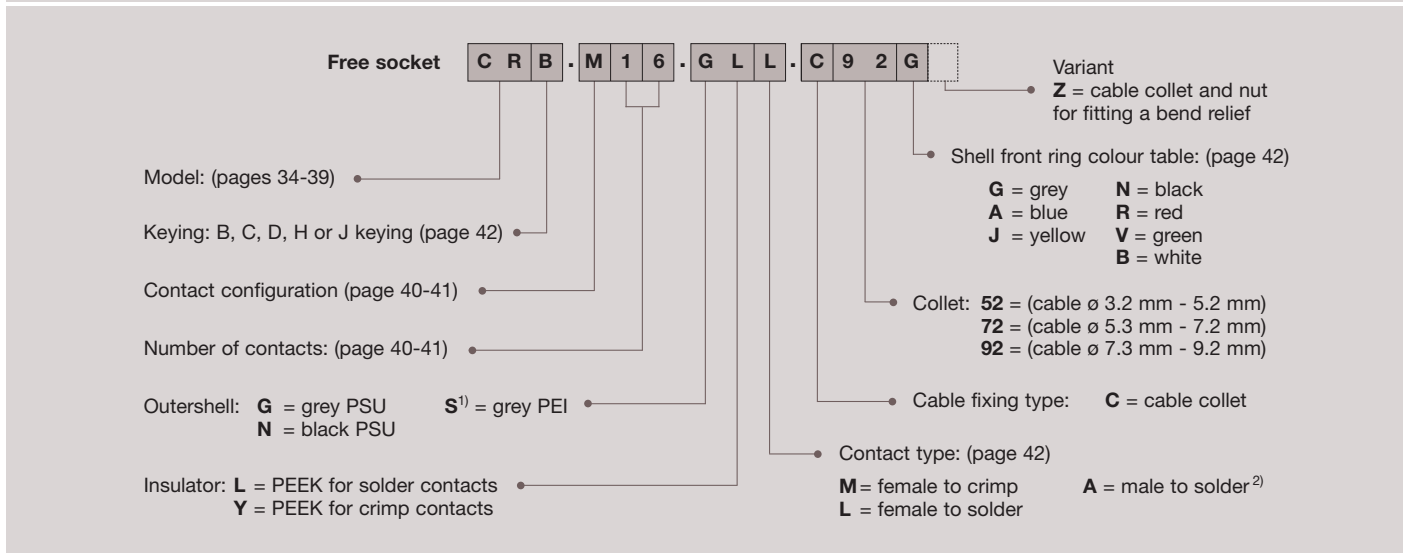 Free socket C R B . M 1 6 . G L L . C 9 2 G
Variant
Z = cable collet and nut
for fitting a bend relief
Shell front ring colour table: (page 42)
G = grey N = black
A = blue R = red
J = yellow V = green
B = white
Model: (pages 34-39)
Keying: B, C, D, H or J keying (page 42)
Contact configuration (page 40-41)
Number of contacts: (page 40-41)
Collet: 52 = (cable ø 3.2 mm - 5.2 mm)
72 = (cable ø 5.3 mm - 7.2 mm)
92 = (cable ø 7.3 mm - 9.2 mm)
Outershell: G = grey PSU S1) = grey PEI
N = black PSU
Cable fixing type: C = cable collet
Insulator: L = PEEK for solder contacts
Y = PEEK for crimp contacts
Contact type: (page 42)
M = female to crimp A = male to solder 2)
L = female to solder